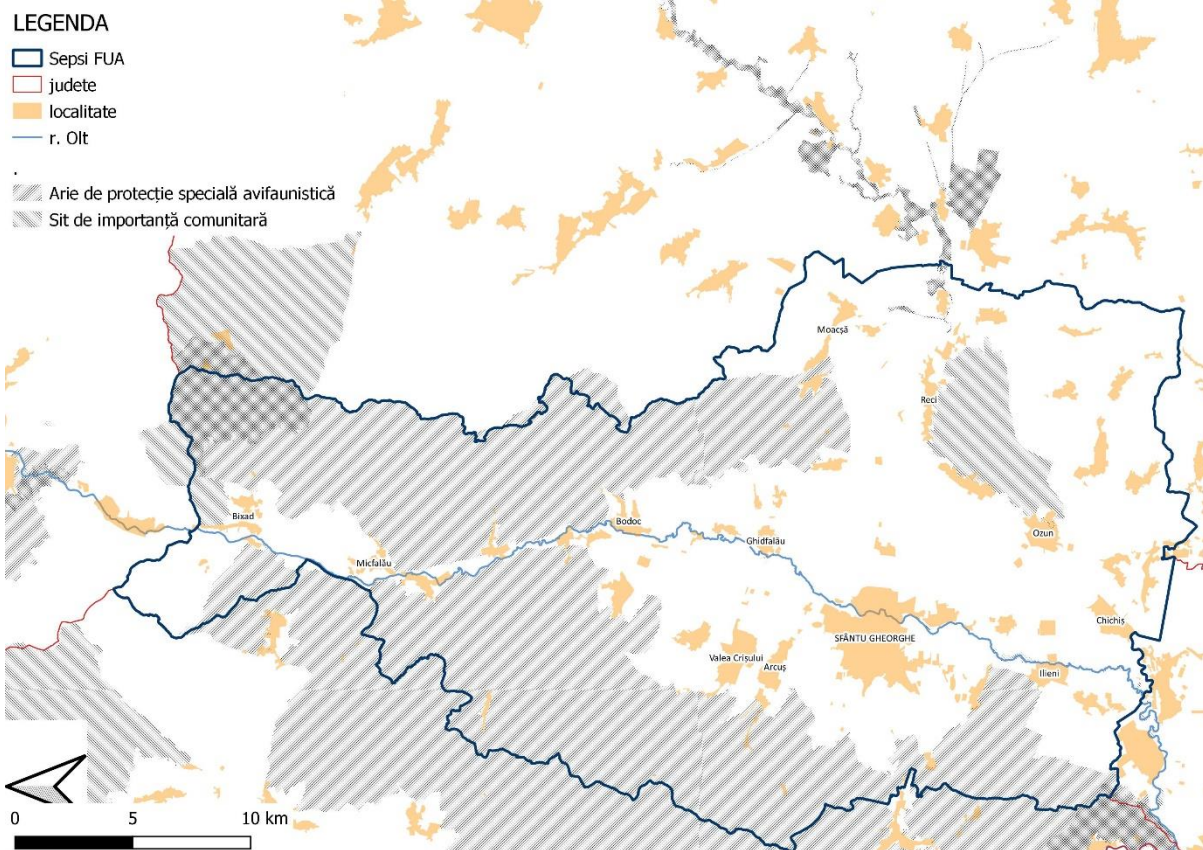 LEGENDA
Sepsi FUA
judete
localitate
r. Olt
.
Arie de protecție specială avifaunistică
Sit de importanță comunitară
Moacșă
Reci
Bixad
Bodoc
Ghidfalău
Ozun
Micfalău
Chichiș
SFÂNTU GHEORGHE
Valea Crișului
Arcuș
Ilieni
0 5 10 km